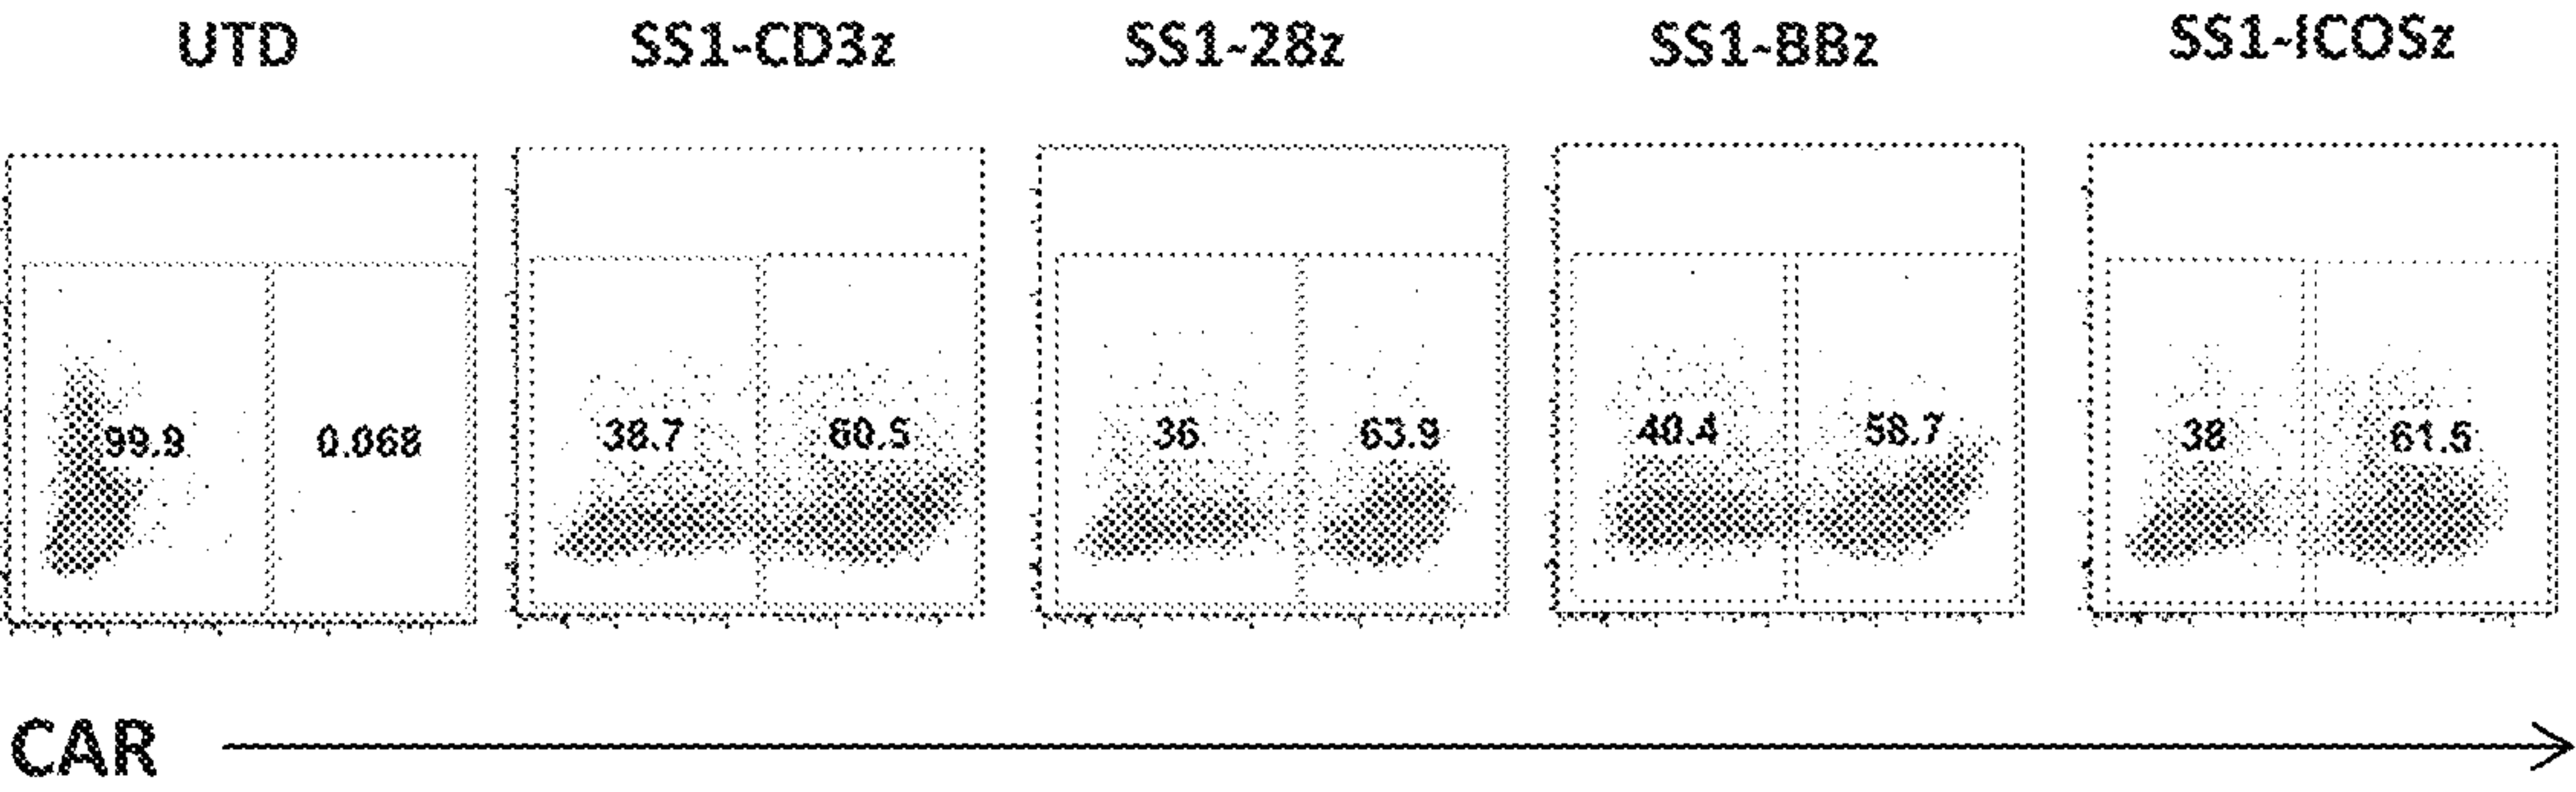 UTD SS1-CD3z SS1-28z SS1-BBz SS1-ICOSz
99.9 0.068 38.7 60.5 36 63.9 40.4 58.7 38 61.5
CAR